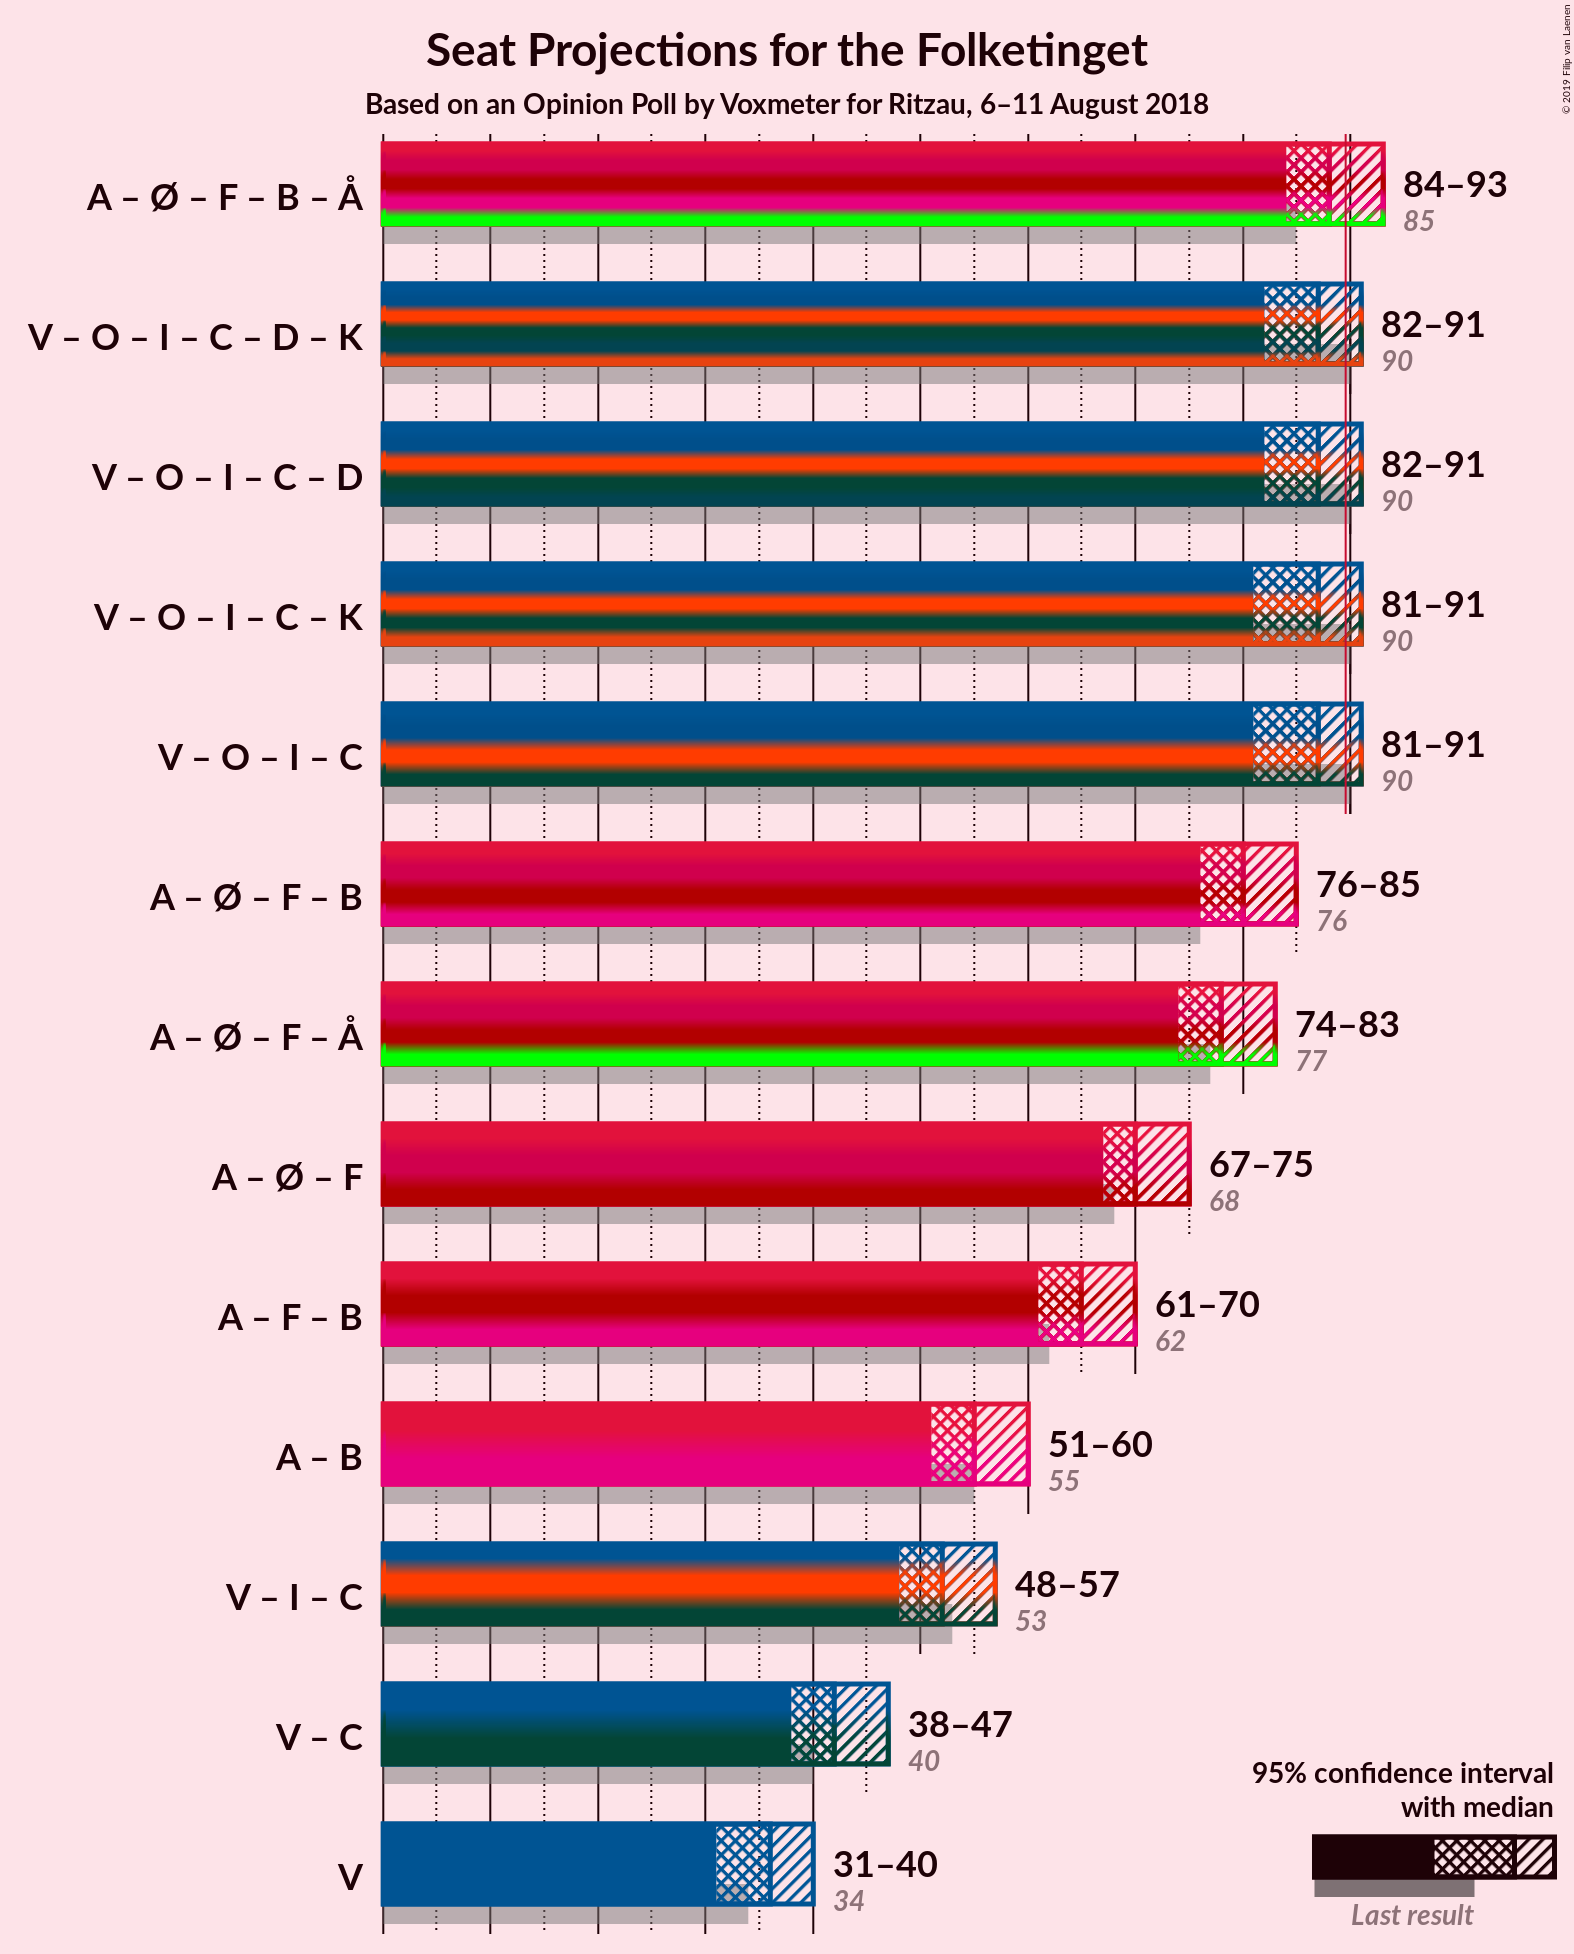 Seat Projections for the Folketinget
Based on an Opinion Poll by Voxmeter for Ritzau, 6–11 August 2018
© 2019 Filip van Laenen
A – Ø – F – B – Å
84–93
85
V – O – I – C – D – K
82–91
90
V – O – I – C – D
82–91
90
V – O – I – C – K
81–91
90
V – O – I – C
81–91
90
A – Ø – F – B
76–85
76
A – Ø – F – Å
74–83
77
A – Ø – F
67–75
68
A – F – B
61–70
62
A – B
51–60
55
V – I – C
48–57
53
V – C
38–47
40
V
31–40
34
95% confidence interval
with median
Last result